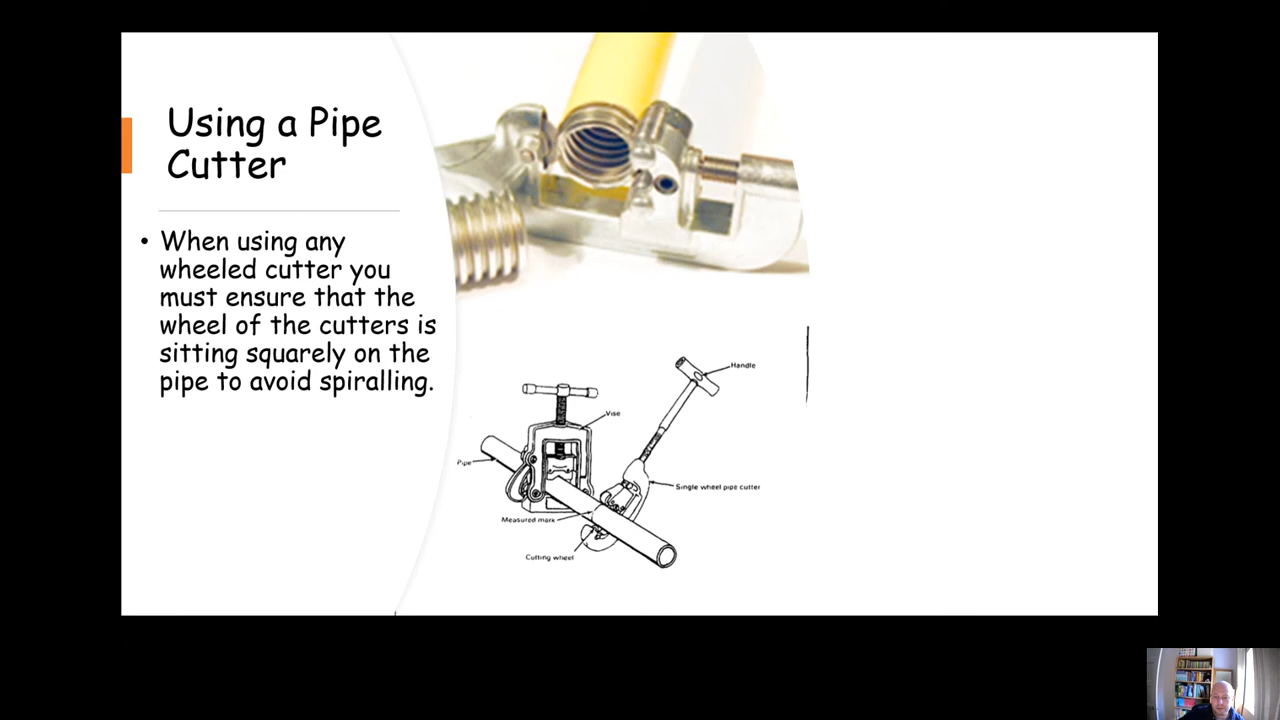 Using a Pipe
Cutter
• When using any
wheeled cutter you
must ensure that the
wheel of the cutters is
sitting squarely on the
pipe to avoid spiralling.
Handle
Vise
Pipe
Single wheel pipe cutter
Measured mark
Cutting wheel